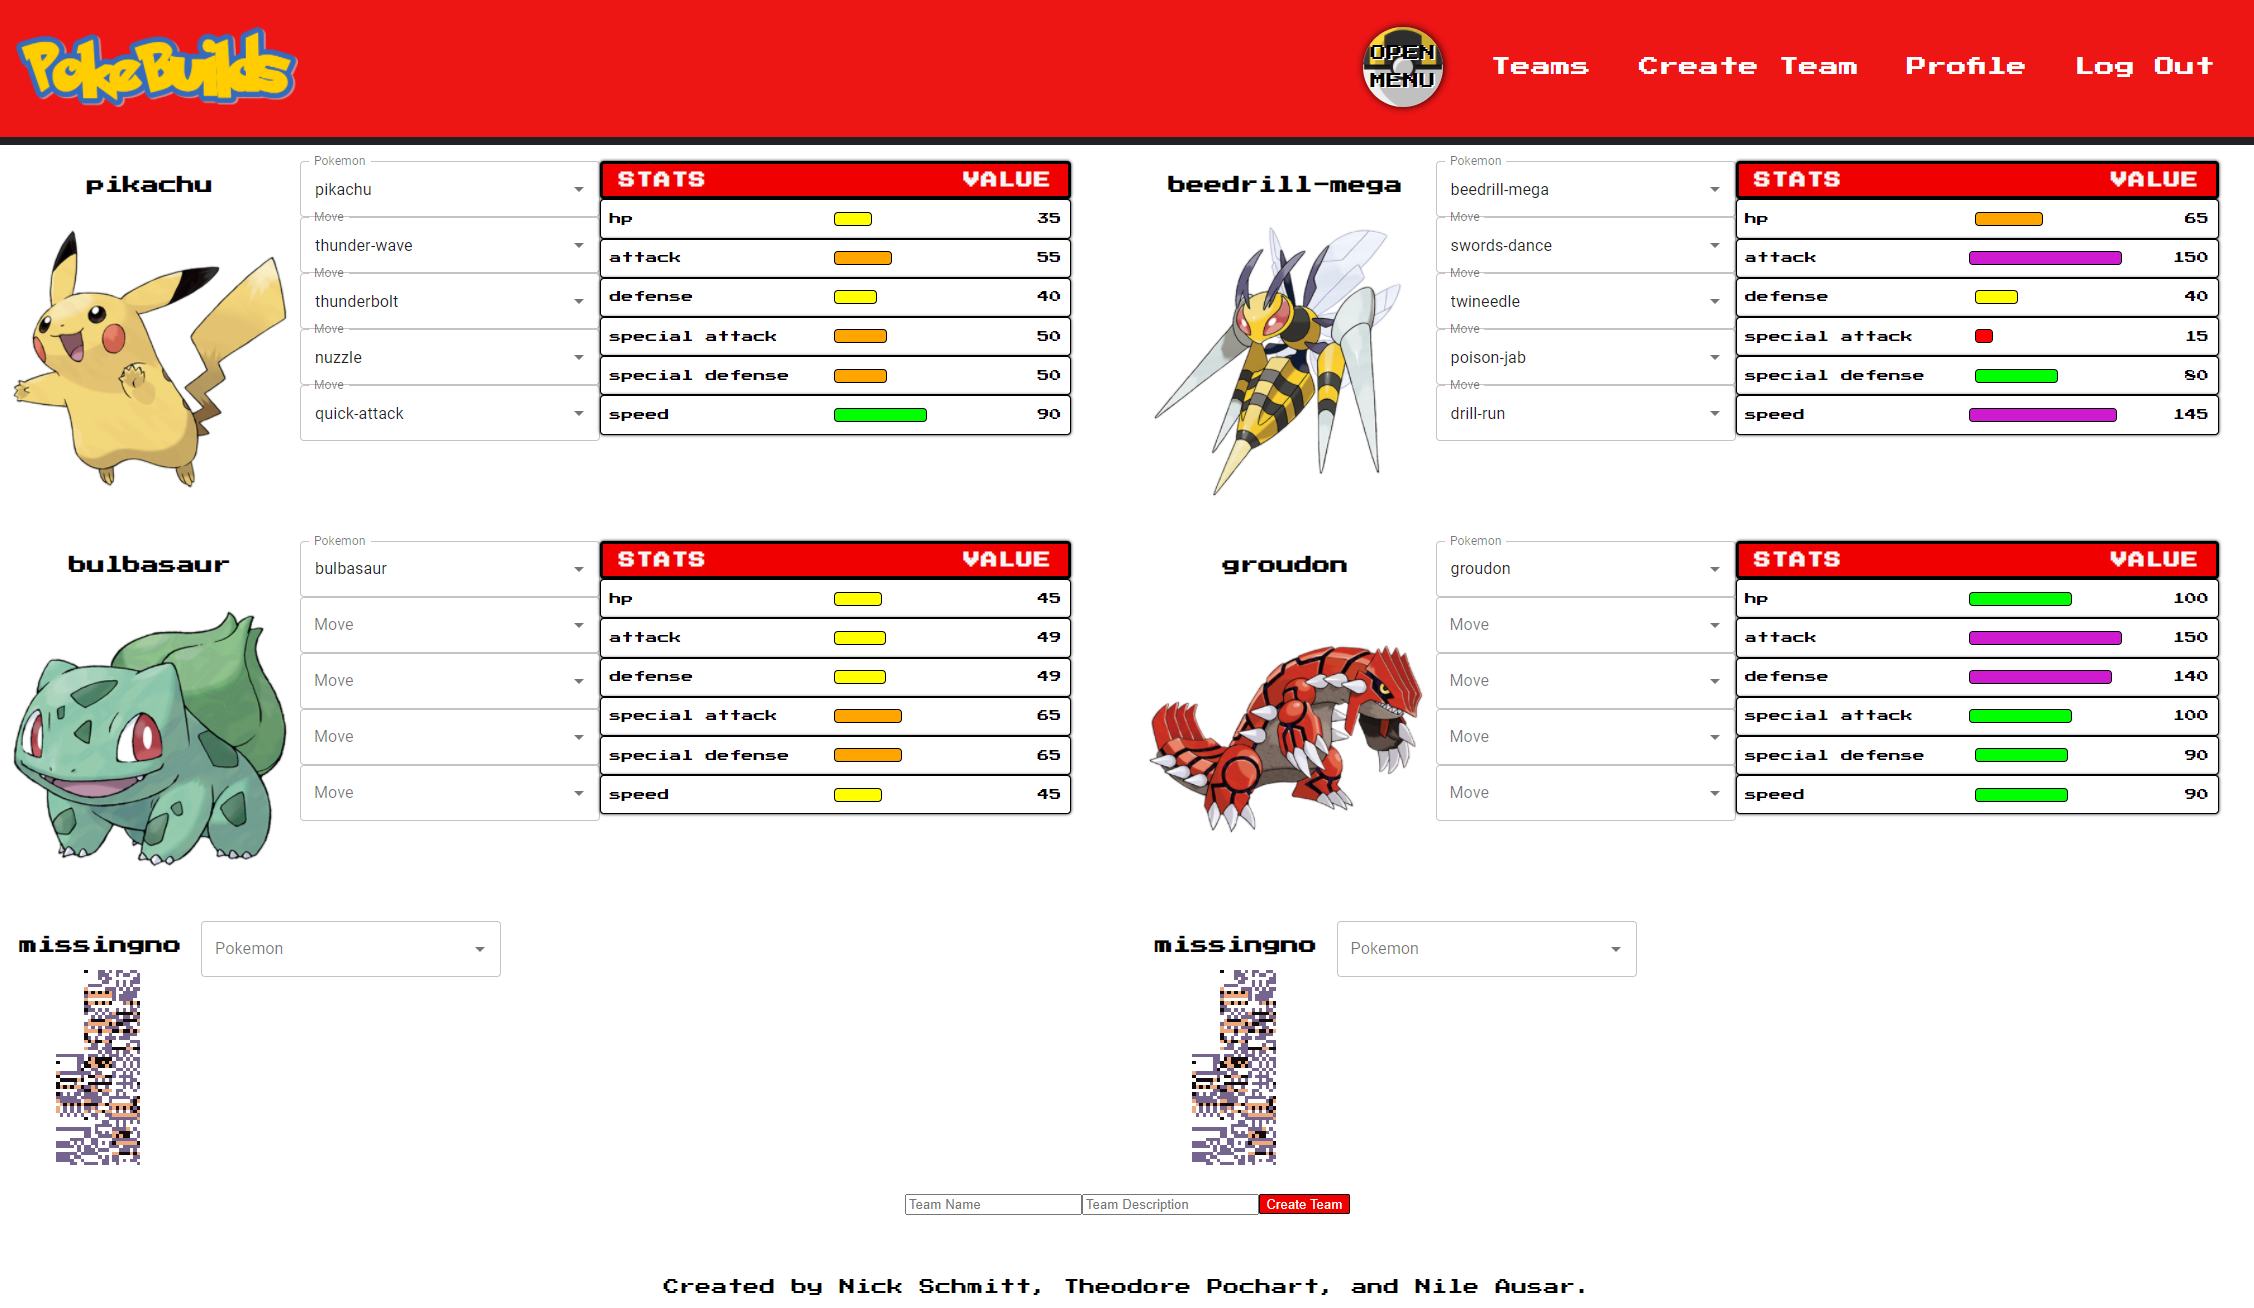 PokeBuilds
OPEN
MENU
Teams
Create Team
Profile
Log Out
pikachu
Pokemon
pikachu
Move
thunder-wave
Move
thunderbolt
Move
nuzzle
Move
quick-attack
STATS VALUE
hp 35
attack 55
defense 40
special attack 50
special defense 50
speed 90
beedrill-mega
Pokemon
beedrill-mega
Move
swords-dance
Move
twineedle
Move
poison-jab
Move
drill-run
STATS VALUE
hp 65
attack 150
defense 40
special attack 15
special defense 80
speed 145
bulbasaur
Pokemon
bulbasaur
Move
Move
Move
Move
STATS VALUE
hp 45
attack 49
defense 49
special attack 65
special defense 65
speed 45
groudon
Pokemon
groudon
Move
Move
Move
Move
STATS VALUE
hp 100
attack 150
defense 140
special attack 100
special defense 90
speed 90
missingno
Pokemon
missingno
Pokemon
Team Name
Team Description
Create Team
Created by Nick Schmitt, Theodore Pochart, and Nile Ausar.